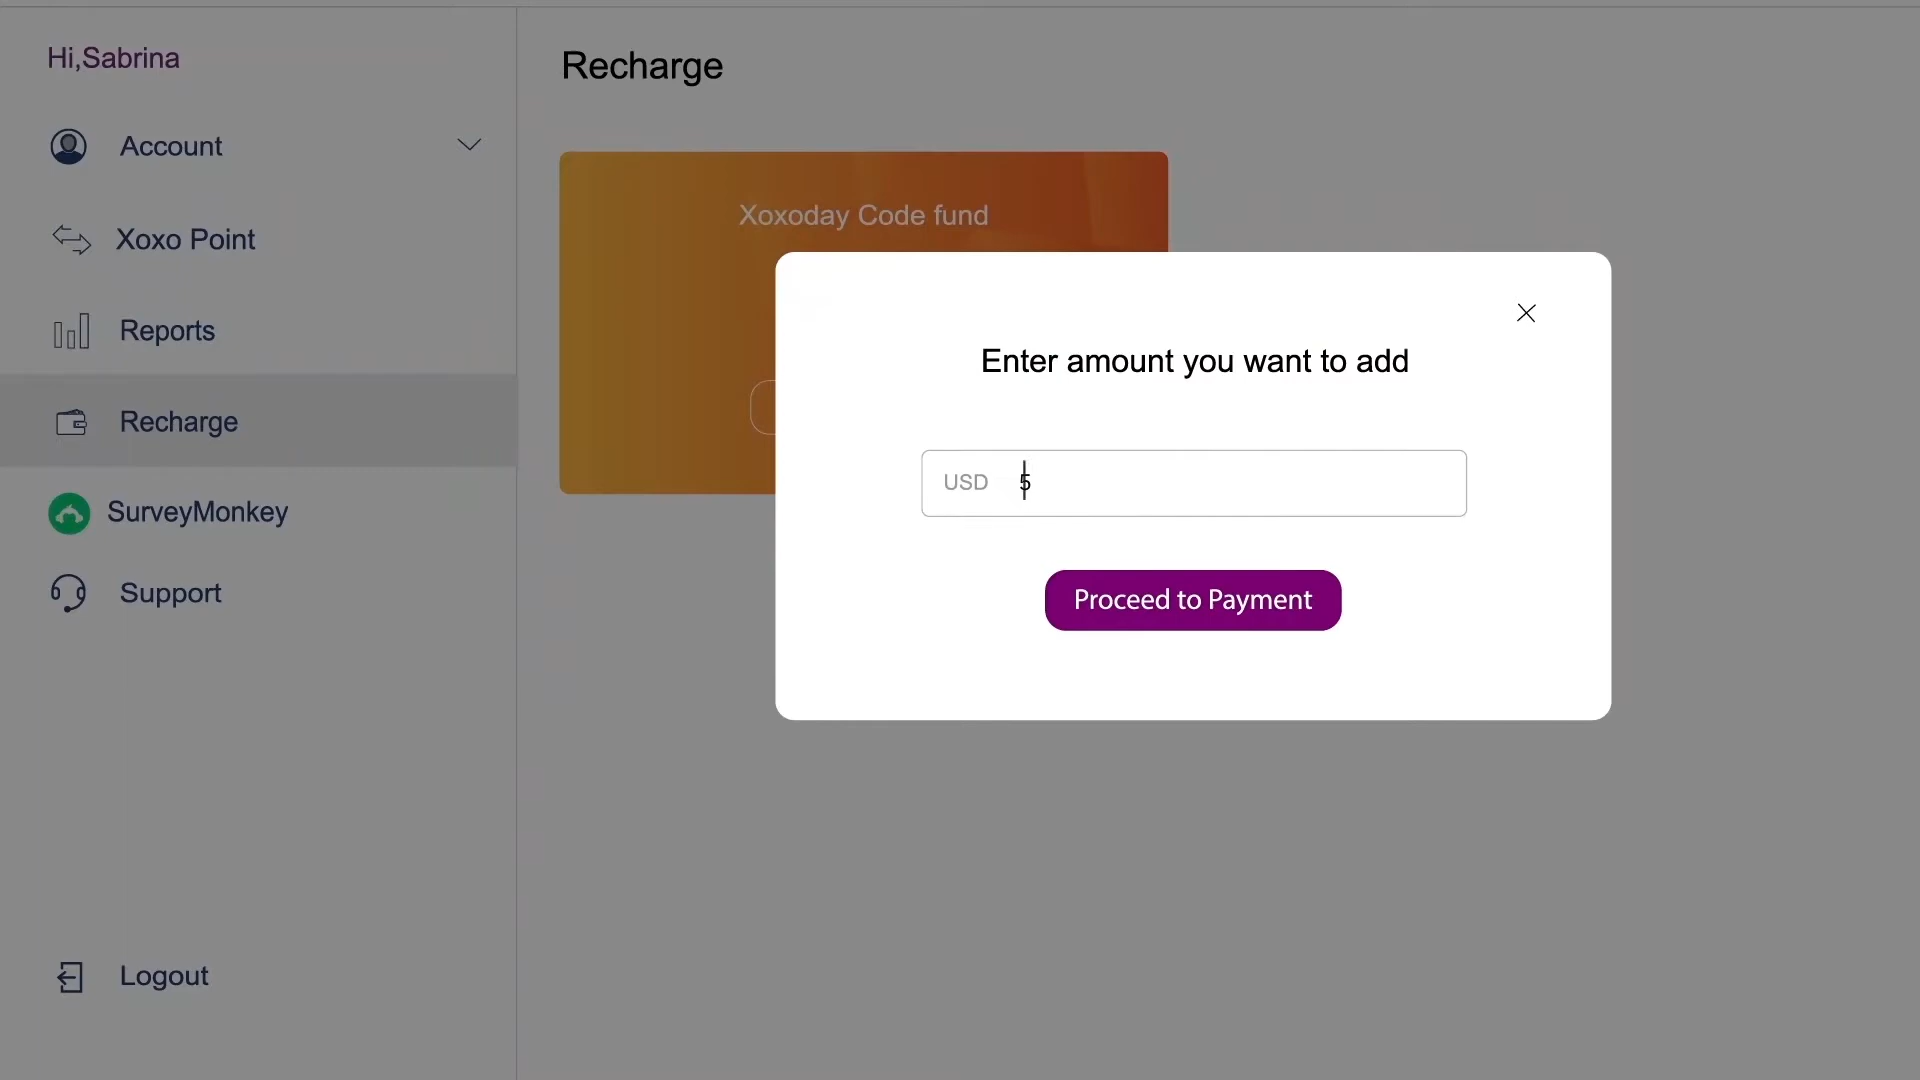 Hi,Sabrina
Account
Xoxo Point
Reports
Recharge
SurveyMonkey
Support
Logout
Recharge
Xoxoday Code fund
Enter amount you want to add
USD 5
Proceed to Payment